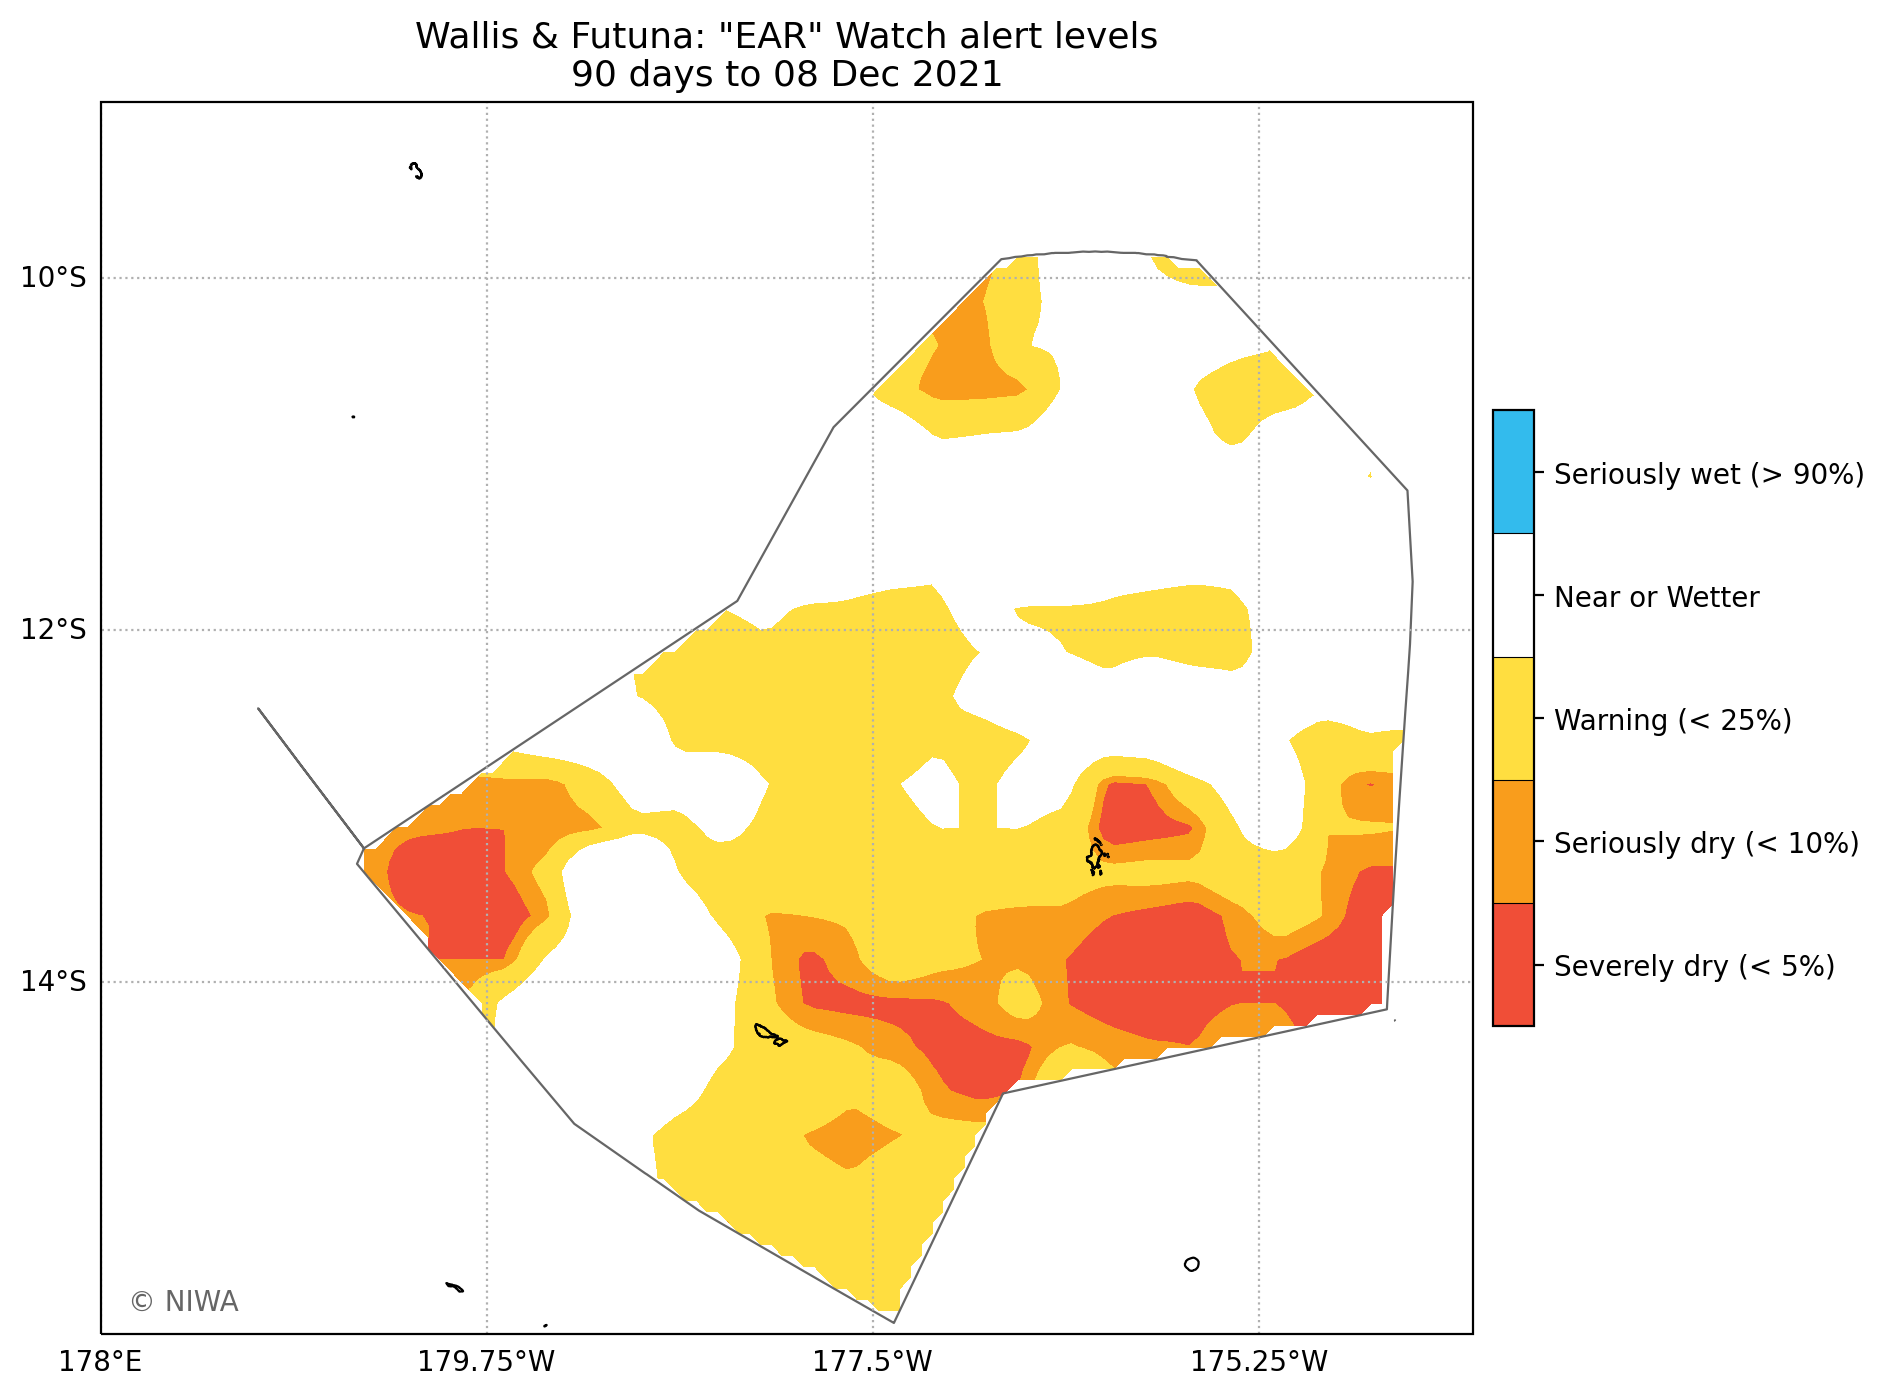 Wallis & Futuna: "EAR" Watch alert levels
90 days to 08 Dec 2021
10°S
12°S
14°S
178°E
179.75°W
177.5°W
175.25°W
Seriously wet (> 90%)
Near or Wetter
Warning (< 25%)
Seriously dry (< 10%)
Severely dry (< 5%)
© NIWA